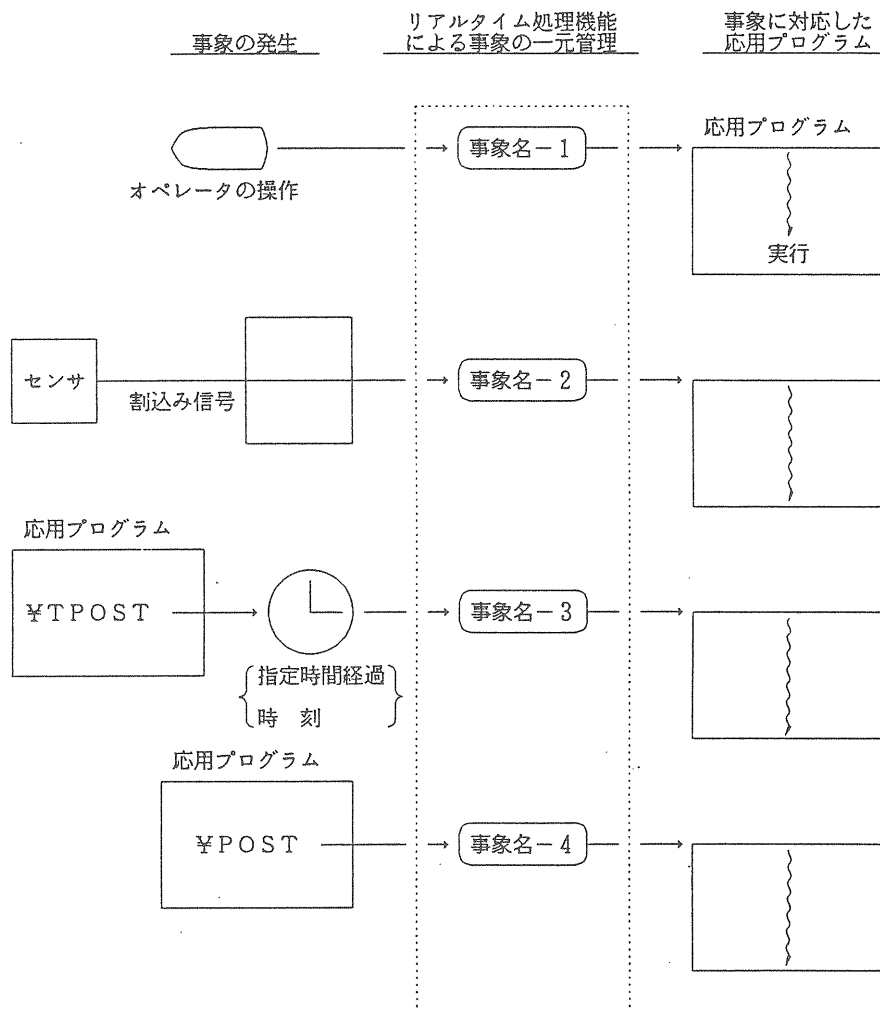 事象の発生
リアルタイム処理機能
による事象の一元管理
事象に対応した
応用プログラム
オペレータの操作
事象名－1
応用プログラム
実行
センサ
割込み信号
事象名－2
応用プログラム
¥TPOST
指定時間経過
時 刻
事象名－3
応用プログラム
¥POST
事象名－4